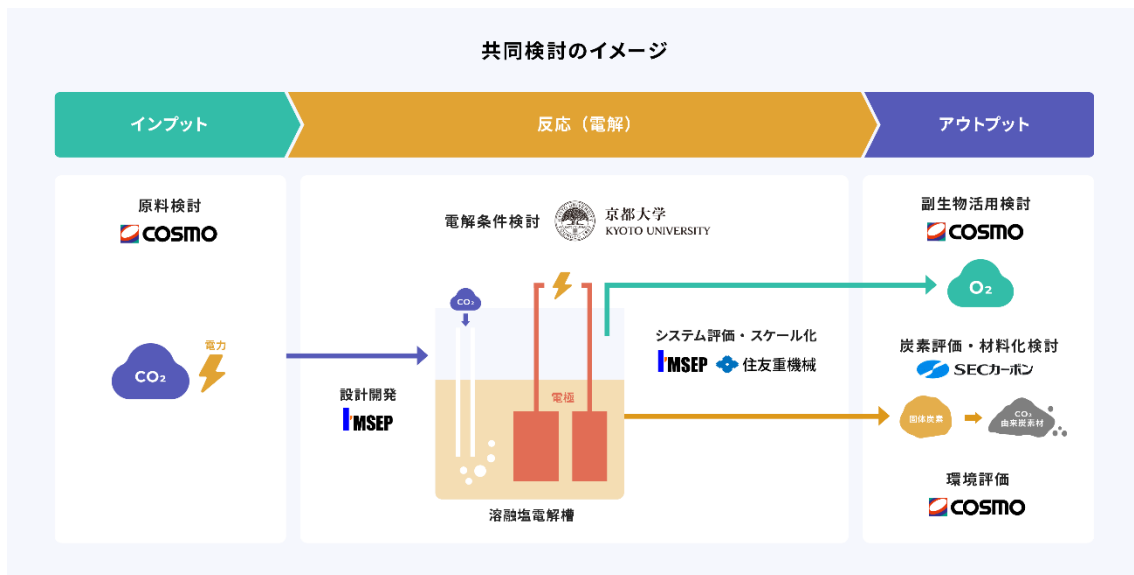 共同検討のイメージ
インプット
反応（電解）
アウトプット
原料検討
COSMO
CO₂
電力
電解条件検討
京都大学
KYOTO UNIVERSITY
CO₂
設計開発
I'MSEP
電極
溶融塩電解槽
システム評価・スケール化
I'MSEP
住友重機械
副生物活用検討
COSMO
O₂
炭素評価・材料化検討
SECカーボン
固体炭素
CO₂
由来炭素材
環境評価
COSMO